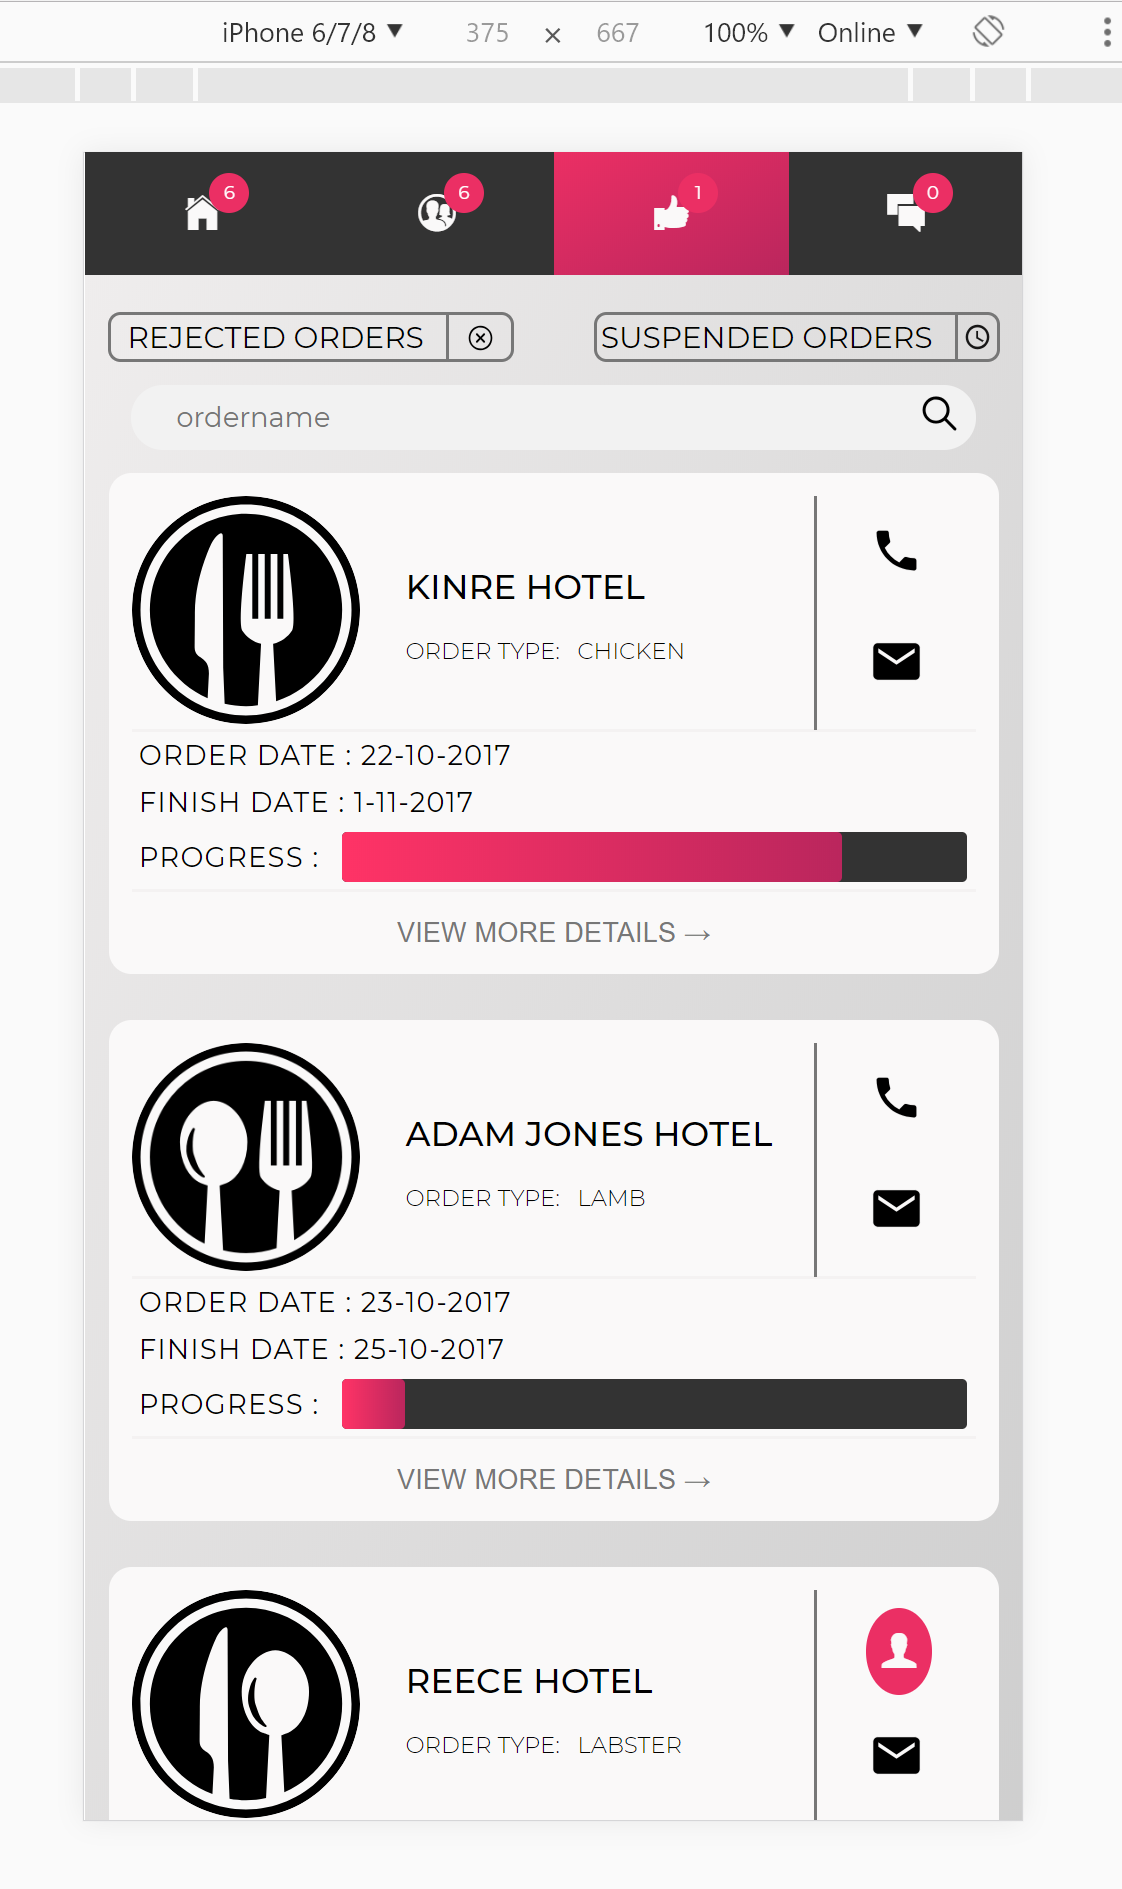 iPhone 6/7/8 ▼ 375 × 667 100% ▼ Online ▼
6 6 1 0
REJECTED ORDERS SUSPENDED ORDERS
ordername
KINRE HOTEL
ORDER TYPE: CHICKEN
ORDER DATE : 22-10-2017
FINISH DATE : 1-11-2017
PROGRESS :
VIEW MORE DETAILS →
ADAM JONES HOTEL
ORDER TYPE: LAMB
ORDER DATE : 23-10-2017
FINISH DATE : 25-10-2017
PROGRESS :
VIEW MORE DETAILS →
REECE HOTEL
ORDER TYPE: LABSTER